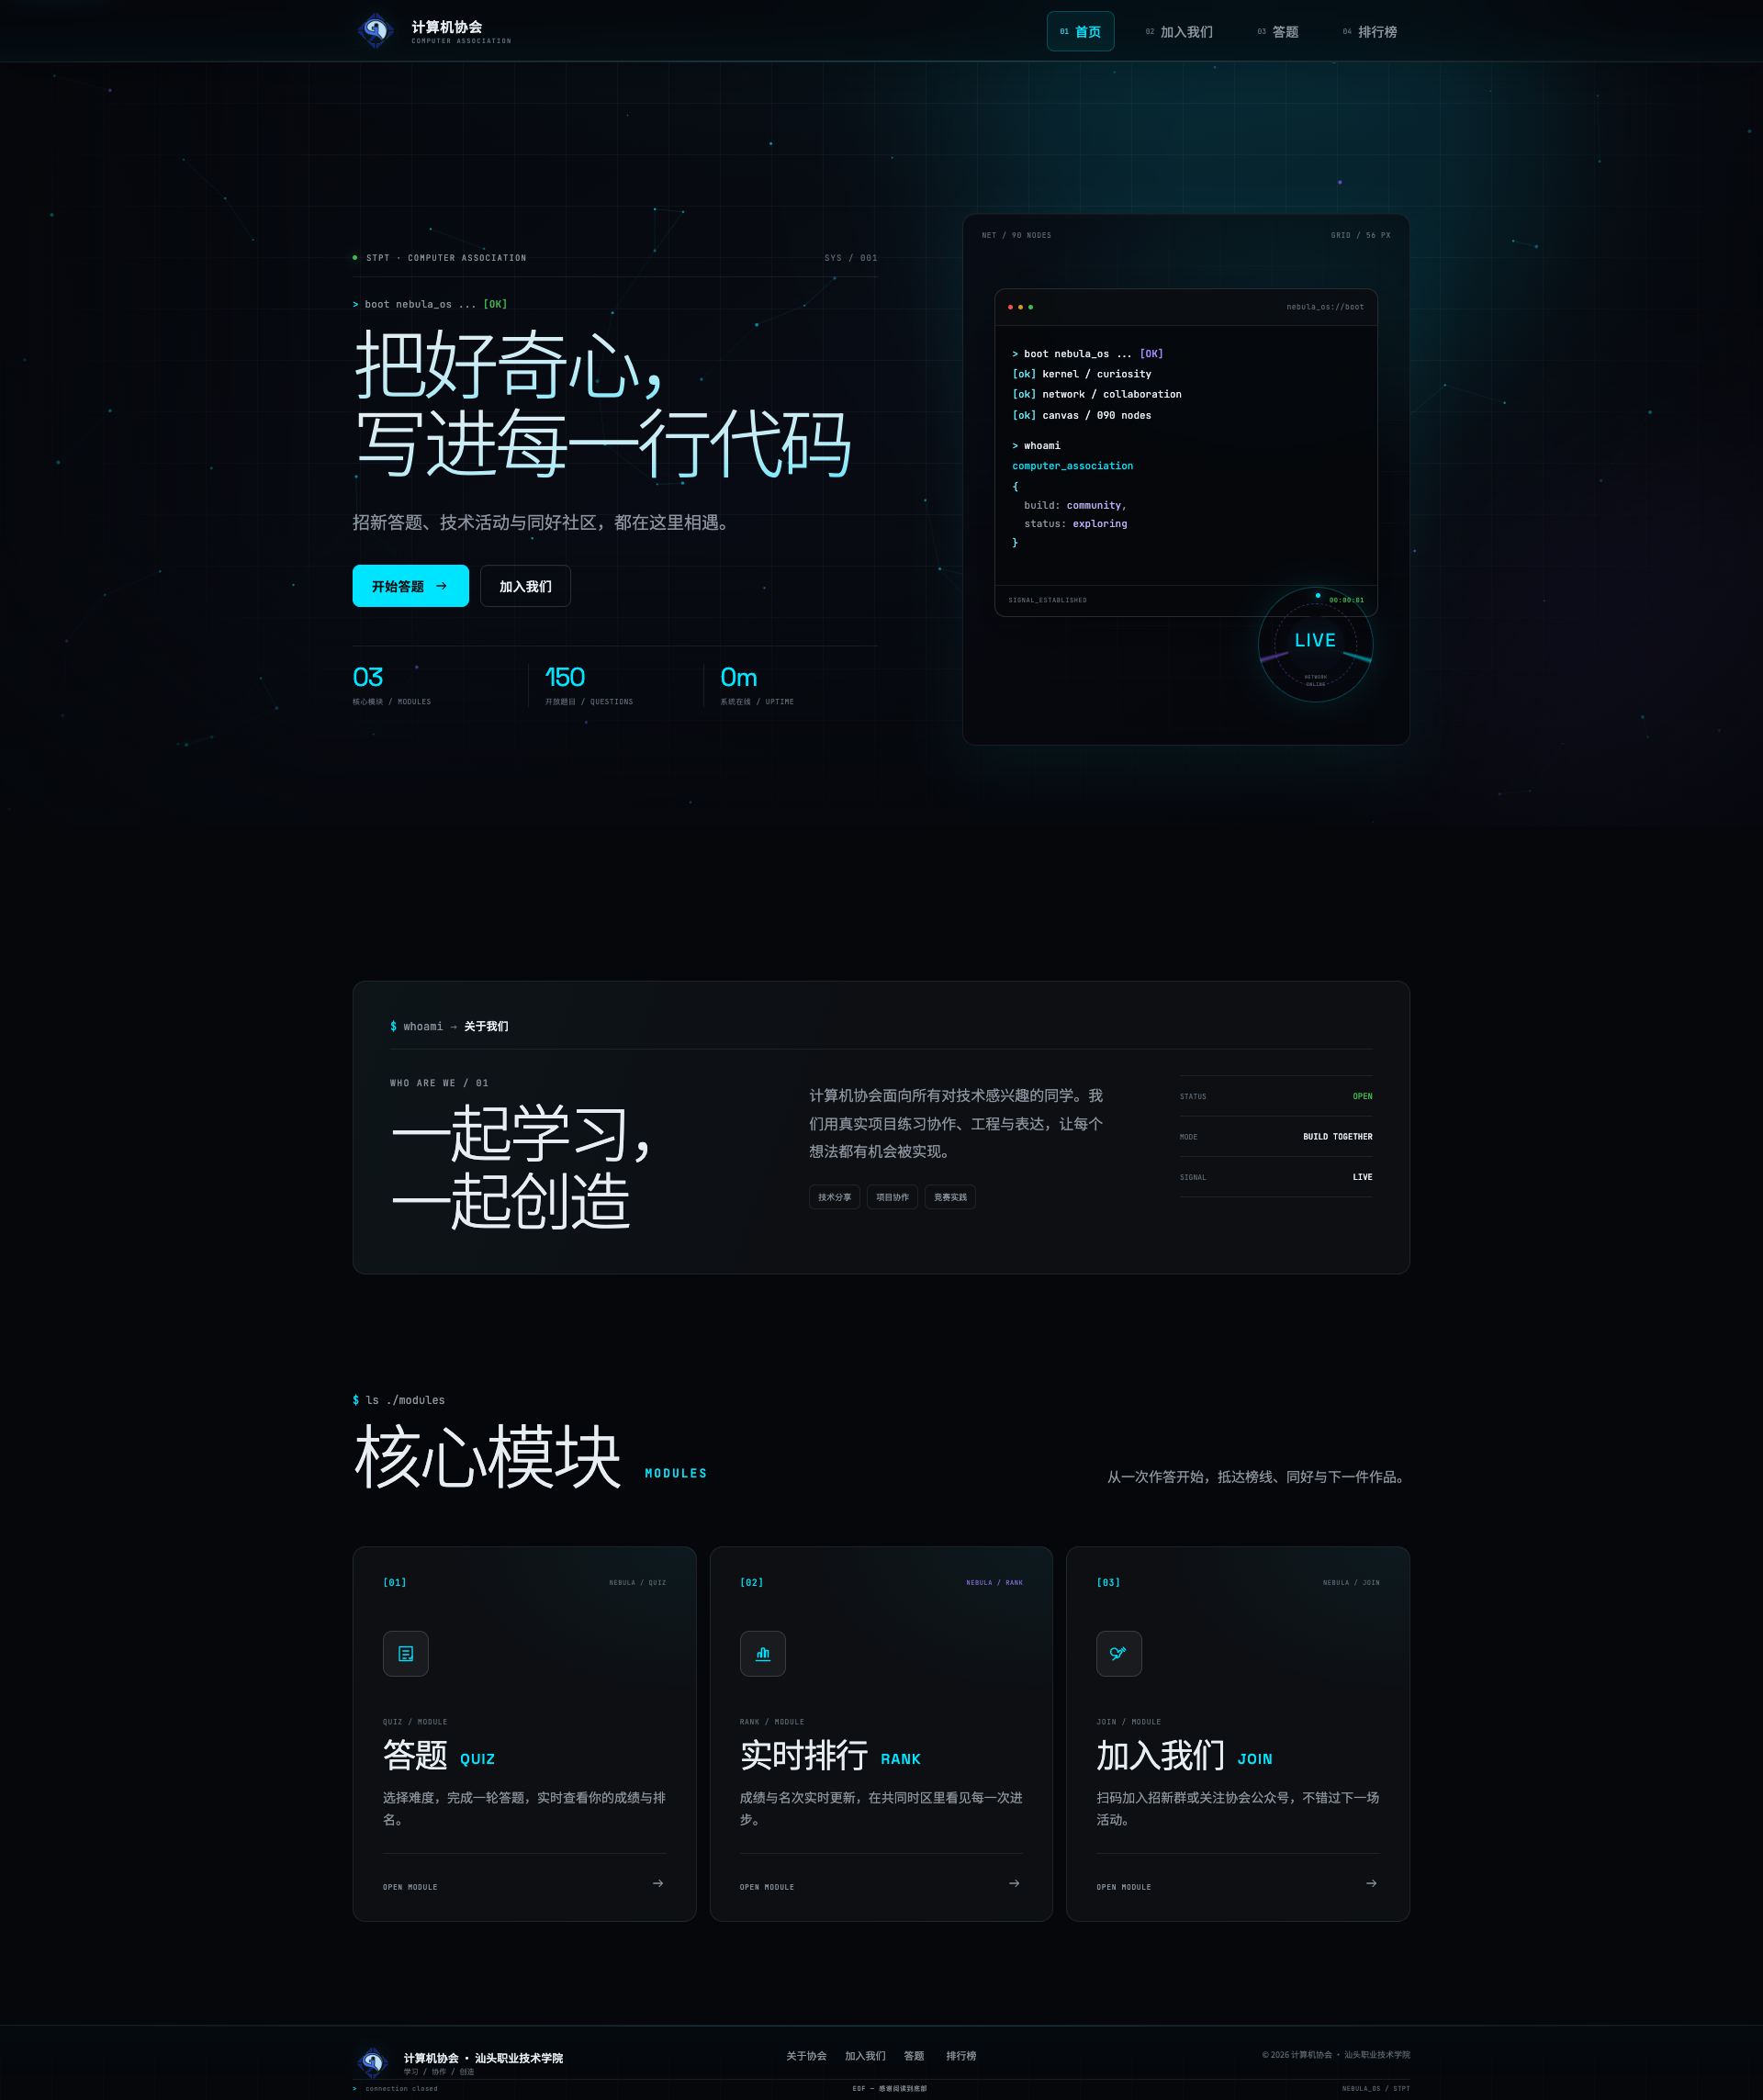 计算机协会
COMPUTER ASSOCIATION
01 首页
02 加入我们
03 答题
04 排行榜
STPT · COMPUTER ASSOCIATION
SYS / 001
> boot nebula_os ... [OK]
把好奇心，
写进每一行代码
招新答题、技术活动与同好社区，都在这里相遇。
开始答题 →
加入我们
03
核心模块 / MODULES
150
开放题目 / QUESTIONS
0m
系统在线 / UPTIME
NET / 90 NODES
GRID / 56 PX
nebula_os://boot
> boot nebula_os ... [OK]
[ok] kernel / curiosity
[ok] network / collaboration
[ok] canvas / 090 nodes
> whoami
computer_association
{
build: community,
status: exploring
}
SIGNAL_ESTABLISHED
00:00:01
LIVE
NETWORK
ONLINE
$ whoami → 关于我们
WHO ARE WE / 01
一起学习，
一起创造
计算机协会面向所有对技术感兴趣的同学。我
们用真实项目练习协作、工程与表达，让每个
想法都有机会被实现。
技术分享
项目协作
竞赛实践
STATUS
OPEN
MODE
BUILD TOGETHER
SIGNAL
LIVE
$ ls ./modules
核心模块 MODULES
从一次作答开始，抵达榜线、同好与下一件作品。
[01]
NEBULA / QUIZ
QUIZ / MODULE
答题 QUIZ
选择难度，完成一轮答题，实时查看你的成绩与排
名。
OPEN MODULE →
[02]
NEBULA / RANK
RANK / MODULE
实时排行 RANK
成绩与名次实时更新，在共同时区里看见每一次进
步。
OPEN MODULE →
[03]
NEBULA / JOIN
JOIN / MODULE
加入我们 JOIN
扫码加入招新群或关注协会公众号，不错过下一场
活动。
OPEN MODULE →
计算机协会 · 汕头职业技术学院
学习 / 协作 / 创造
关于协会
加入我们
答题
排行榜
© 2026 计算机协会 · 汕头职业技术学院
> connection closed
EOF — 感谢阅读到底部
NEBULA_OS / STPT